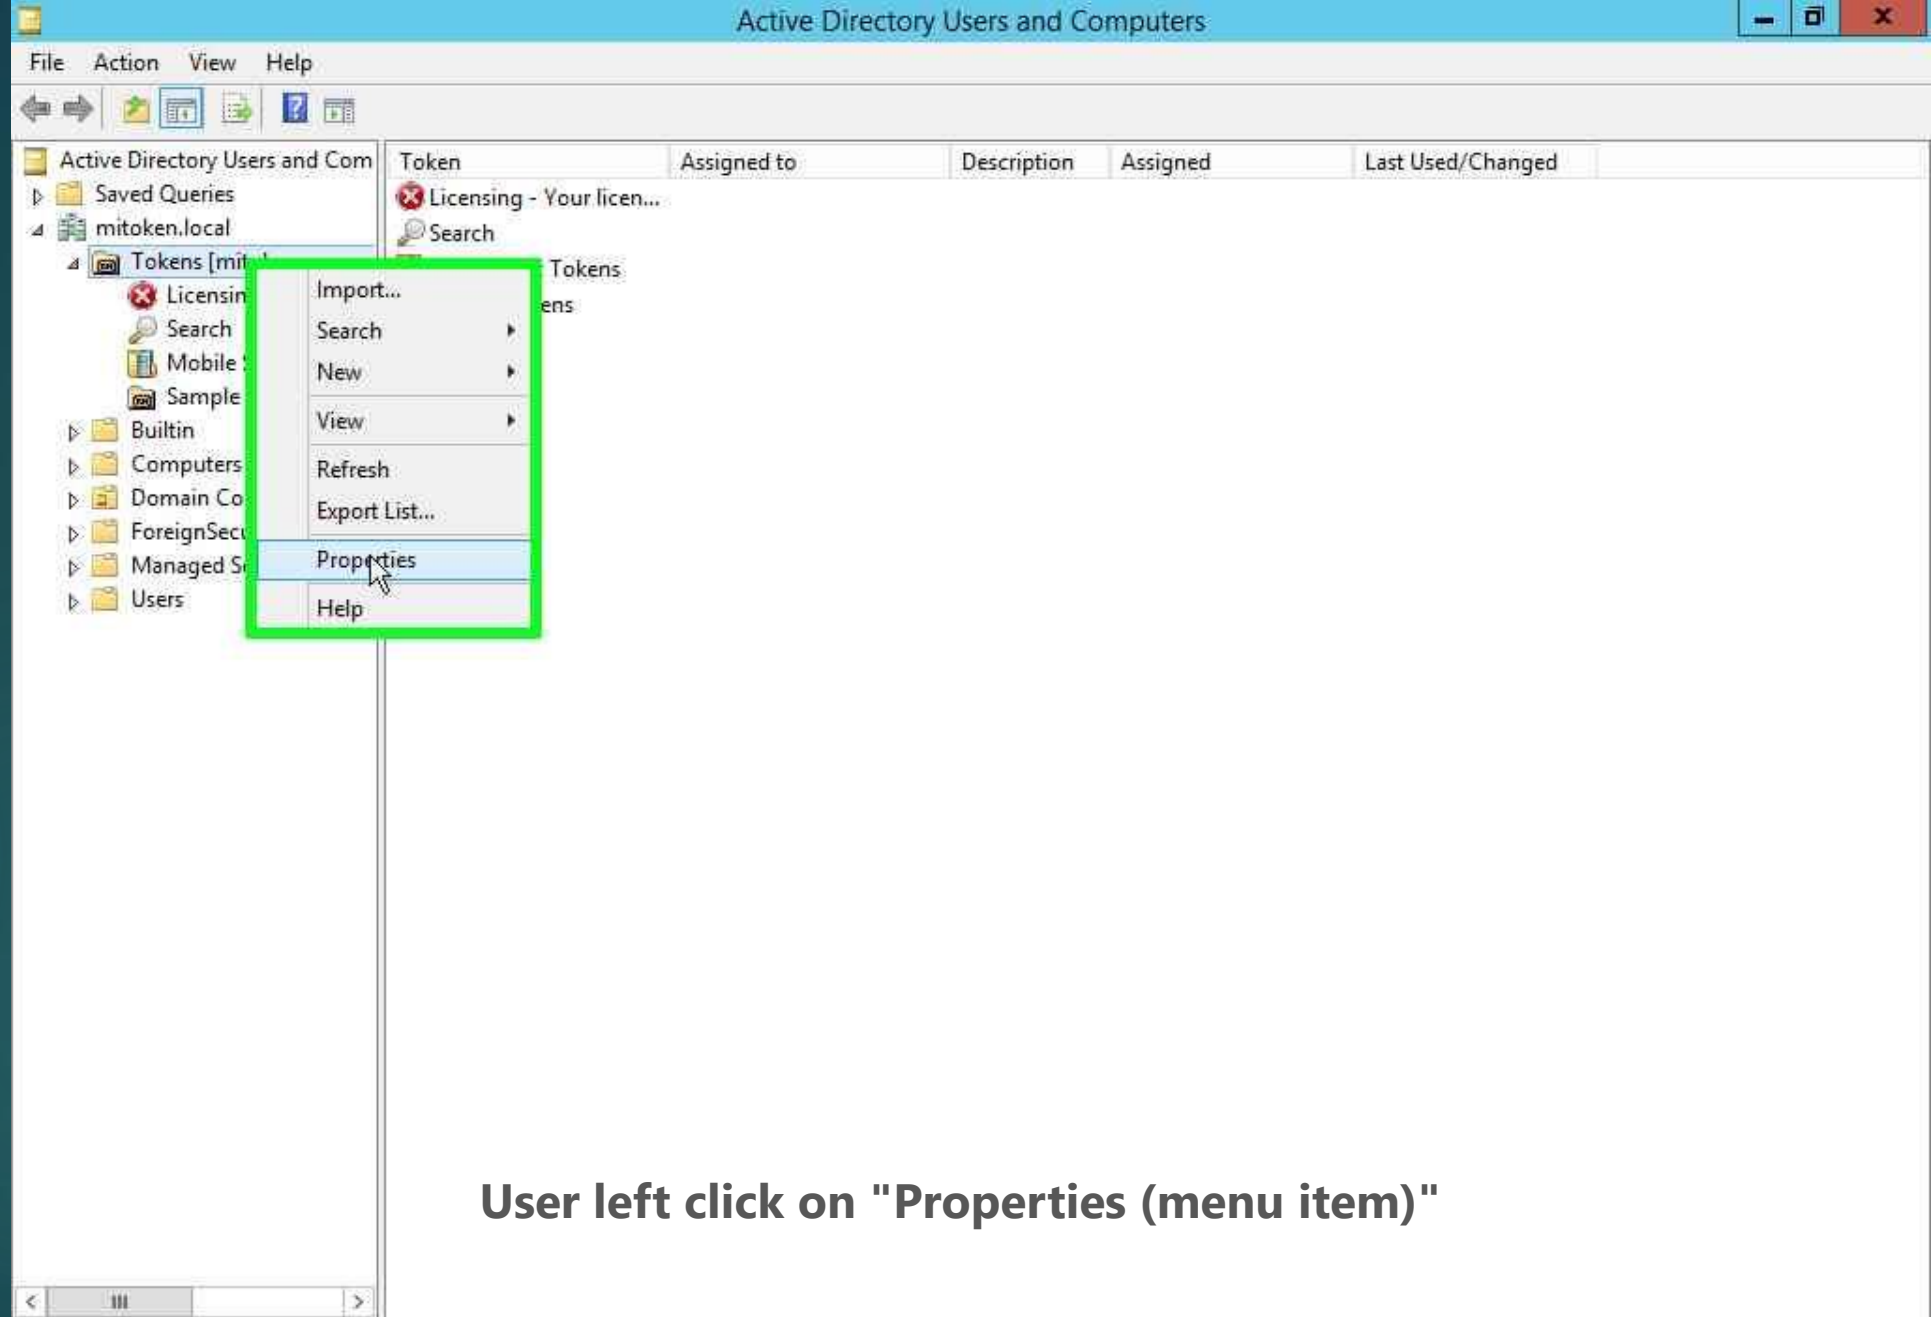 Active Directory Users and Computers
File Action View Help
Active Directory Users and Com
Saved Queries
mitoken.local
Tokens [mit
Licensin
Search
Mobile
Sample
Builtin
Computers
Domain Co
ForeignSecu
Managed S
Users
Token Assigned to Description Assigned Last Used/Changed
Licensing - Your licen...
Search
Tokens
ens
Import...
Search
New
View
Refresh
Export List...
Properties
Help
User left click on "Properties (menu item)"